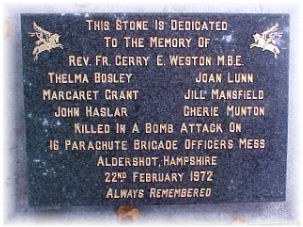 This Stone Is Dedicated
To The Memory Of
Rev. Fr. Gerry E. Weston M.B.E.
Thelma Bosley Joan Lunn
Margaret Grant Jill Mansfield
John Haslar Cherie Munton
Killed In A Bomb Attack On
16 Parachute Brigade Officers Mess
Aldershot, Hampshire
22nd February 1972
Always Remembered